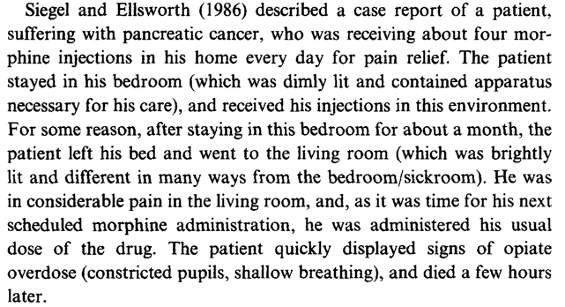 Siegel and Ellsworth (1986) described a case report of a patient,
suffering with pancreatic cancer, who was receiving about four mor-
phine injections in his home every day for pain relief. The patient
stayed in his bedroom (which was dimly lit and contained apparatus
necessary for his care), and received his injections in this environment.
For some reason, after staying in this bedroom for about a month, the
patient left his bed and went to the living room (which was brightly
lit and different in many ways from the bedroom/sickroom). He was
in considerable pain in the living room, and, as it was time for his next
scheduled morphine administration, he was administered his usual
dose of the drug. The patient quickly displayed signs of opiate
overdose (constricted pupils, shallow breathing), and died a few hours
later.